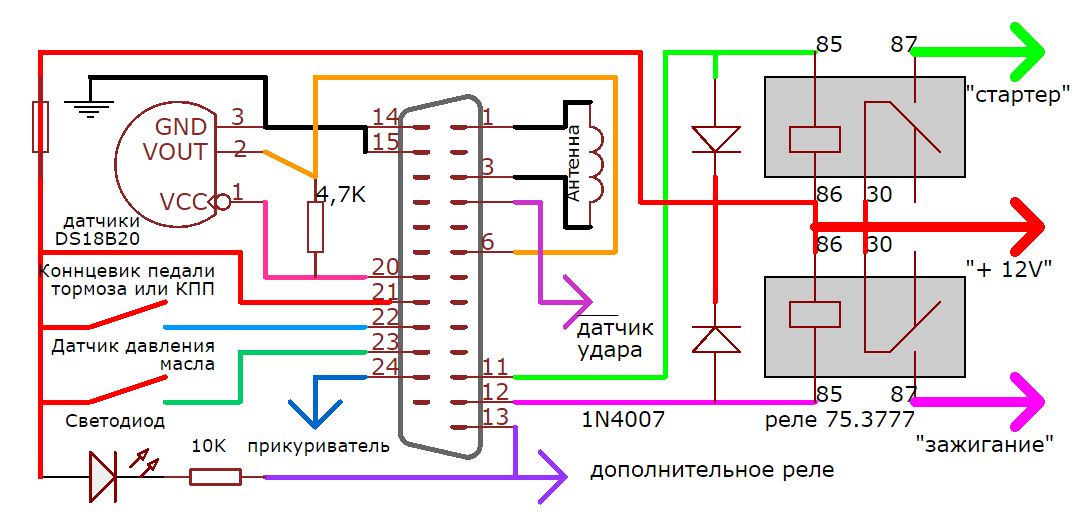 85
87
"стартер"
3
GND
14
1
VOUT
2
15
Антенна
3
VCC
1
4,7K
86
30
датчики
DS18B20
6
86
30
Коннцевик педали
тормоза или КПП
20
"+ 12V"
21
22
датчик
удара
Датчик давления
масла
23
24
11
12
85
87
Светодиод
13
1N4007
реле 75.3777
10K
прикуриватель
"зажигание"
дополнительное реле